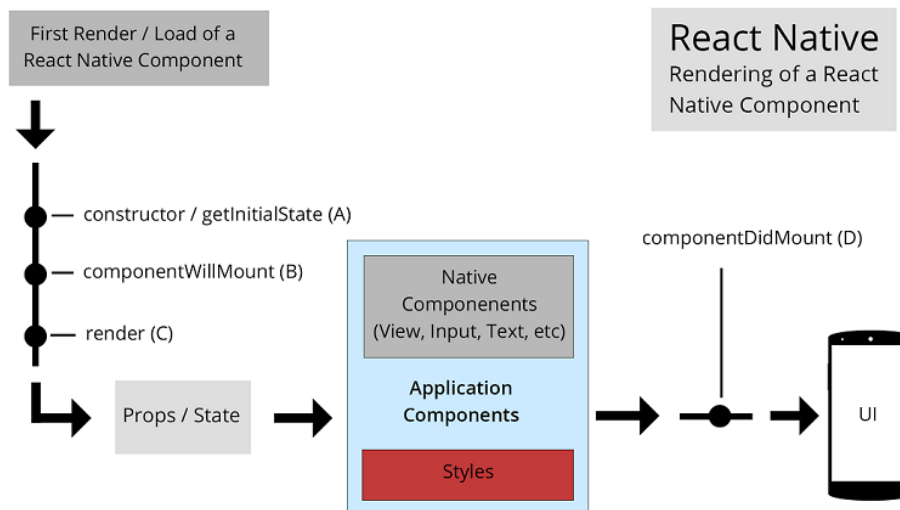 First Render / Load of a
React Native Component
React Native
Rendering of a React
Native Component
constructor / getInitialState (A)
componentWillMount (B)
render (C)
Props / State
Native
Componenents
(View, Input, Text, etc)
Application
Components
Styles
componentDidMount (D)
UI